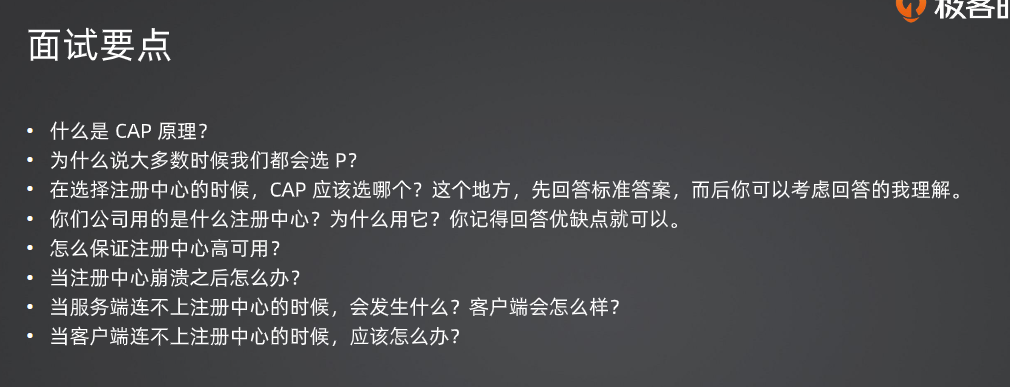 极客时
面试要点
• 什么是 CAP 原理？
• 为什么说大多数时候我们都会选 P？
• 在选择注册中心的时候，CAP 应该选哪个？这个地方，先回答标准答案，而后你可以考虑回答的我理解。
• 你们公司用的是什么注册中心？为什么用它？你记得回答优缺点就可以。
• 怎么保证注册中心高可用？
• 当注册中心崩溃之后怎么办？
• 当服务端连不上注册中心的时候，会发生什么？客户端会怎么样？
• 当客户端连不上注册中心的时候，应该怎么办？